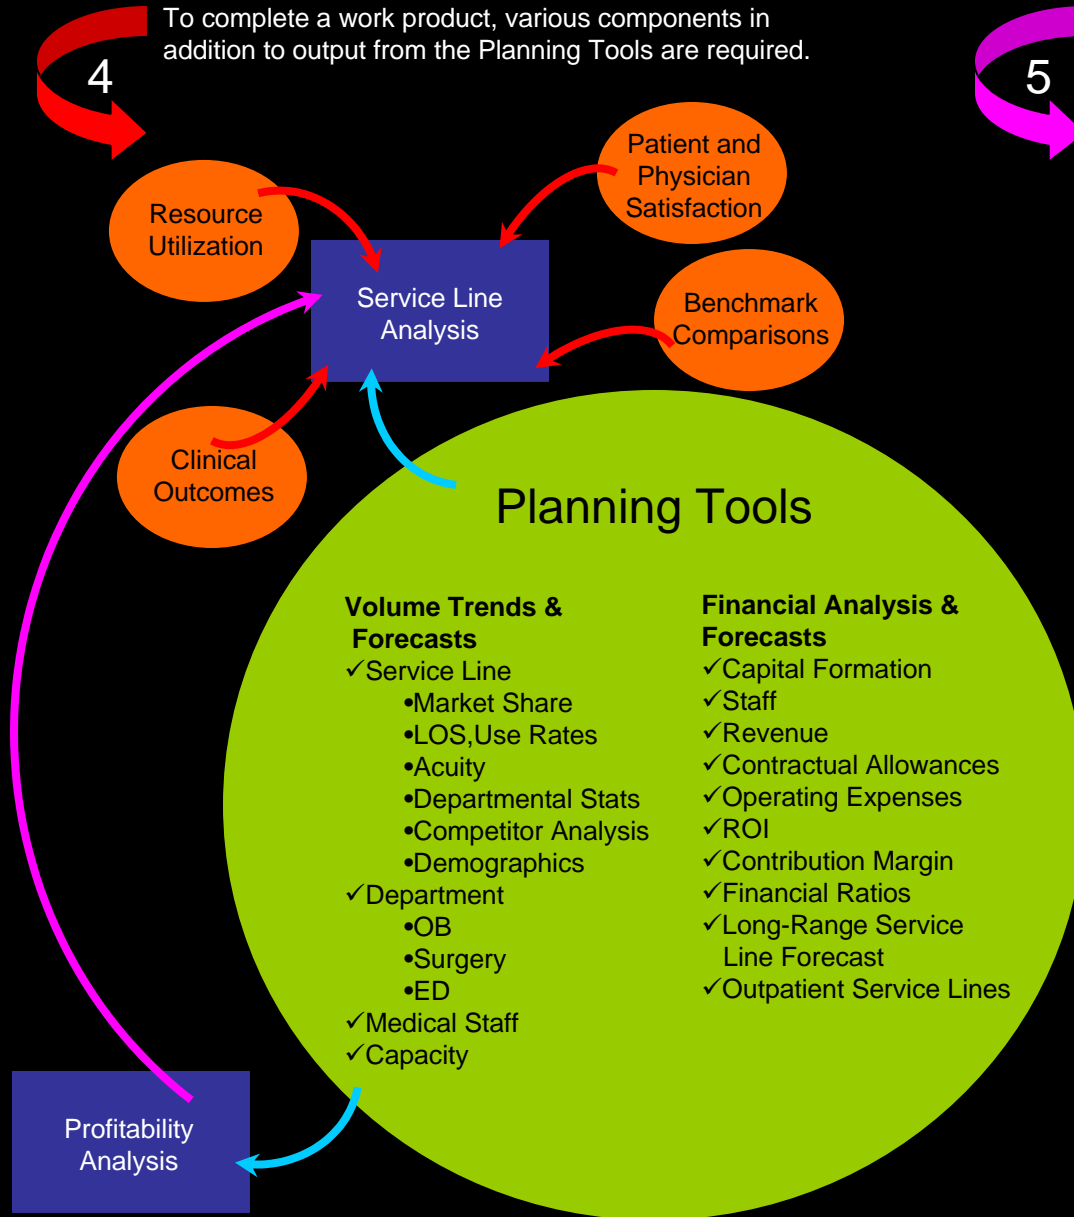 To complete a work product, various components in
addition to output from the Planning Tools are required.
4
5
Patient and
Physician
Satisfaction
Resource
Utilization
Service Line
Analysis
Benchmark
Comparisons
Clinical
Outcomes
Planning Tools
Volume Trends &
Forecasts
✓Service Line
•Market Share
•LOS,Use Rates
•Acuity
•Departmental Stats
•Competitor Analysis
•Demographics
✓Department
•OB
•Surgery
•ED
✓Medical Staff
✓Capacity
Financial Analysis &
Forecasts
✓Capital Formation
✓Staff
✓Revenue
✓Contractual Allowances
✓Operating Expenses
✓ROI
✓Contribution Margin
✓Financial Ratios
✓Long-Range Service
Line Forecast
✓Outpatient Service Lines
Profitability
Analysis